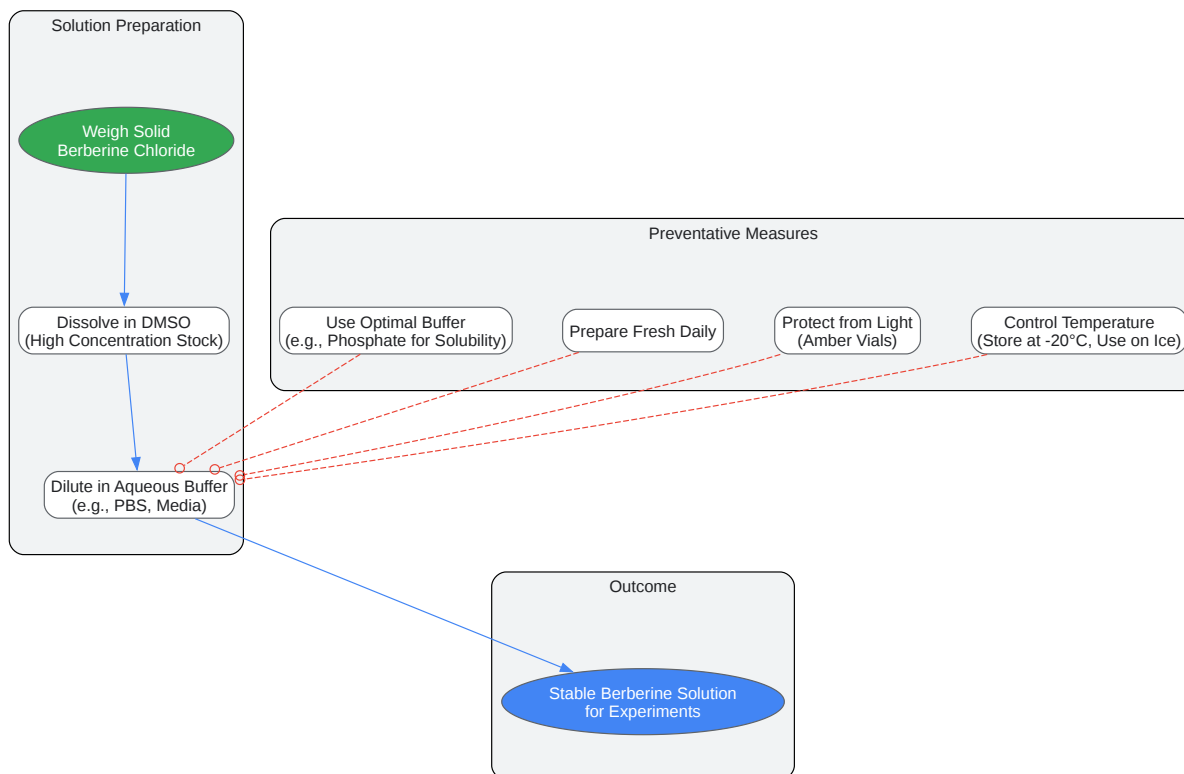 Solution Preparation
Weigh Solid
Berberine Chloride
Dissolve in DMSO
(High Concentration Stock)
Dilute in Aqueous Buffer
(e.g., PBS, Media)
Preventative Measures
Use Optimal Buffer
(e.g., Phosphate for Solubility)
Prepare Fresh Daily
Protect from Light
(Amber Vials)
Control Temperature
(Store at -20°C, Use on Ice)
Outcome
Stable Berberine Solution
for Experiments